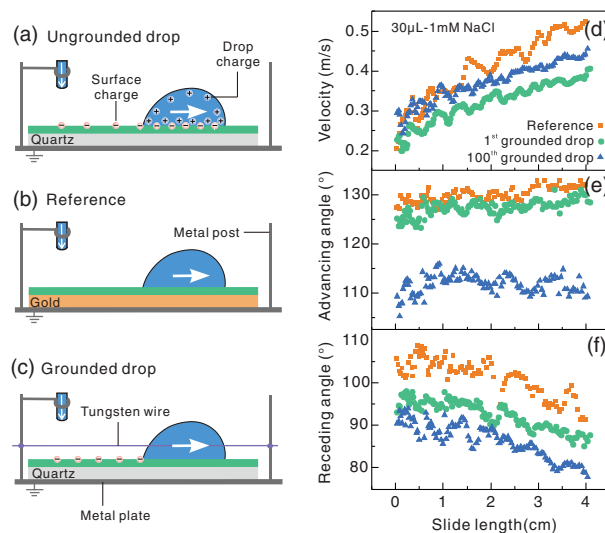 (a) Ungrounded drop
Drop
charge
Surface
charge
Quartz
(b) Reference
Metal post
Gold
(c) Grounded drop
Tungsten wire
Quartz
Metal plate
30µL-1mM NaCl
(d)
Velocity (m/s)
0.5
0.4
0.3
0.2
Reference
1st grounded drop
100th grounded drop
(e)
Advancing angle (°)
130
120
110
(f)
Receding angle (°)
110
100
90
80
0 1 2 3 4
Slide length(cm)